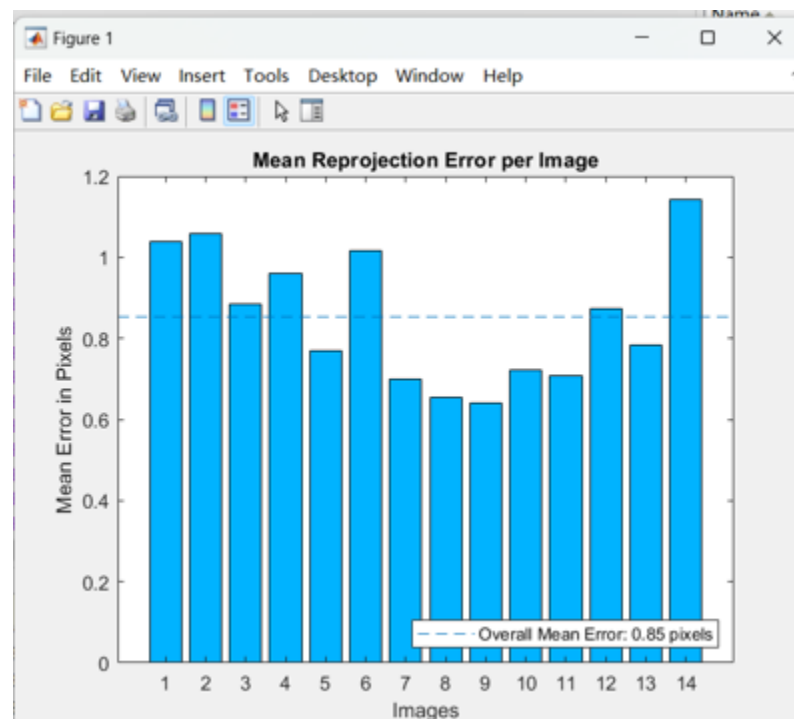 Name
Figure 1
File Edit View Insert Tools Desktop Window Help
Mean Reprojection Error per Image
1.2
1
0.8
0.6
0.4
0.2
0
Mean Error in Pixels
Overall Mean Error: 0.85 pixels
1 2 3 4 5 6 7 8 9 10 11 12 13 14
Images